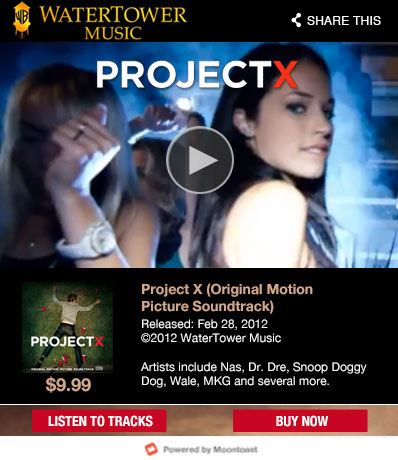 WATERTOWER
MUSIC
SHARE THIS
PROJECTX
Project X (Original Motion
Picture Soundtrack)
Released: Feb 28, 2012
©2012 WaterTower Music
Artists include Nas, Dr. Dre, Snoop Doggy
Dog, Wale, MKG and several more.
PROJECTX
ORIGINAL MOTION PICTURE SOUNDTRACK
$9.99
LISTEN TO TRACKS
BUY NOW
Powered by Moontoast